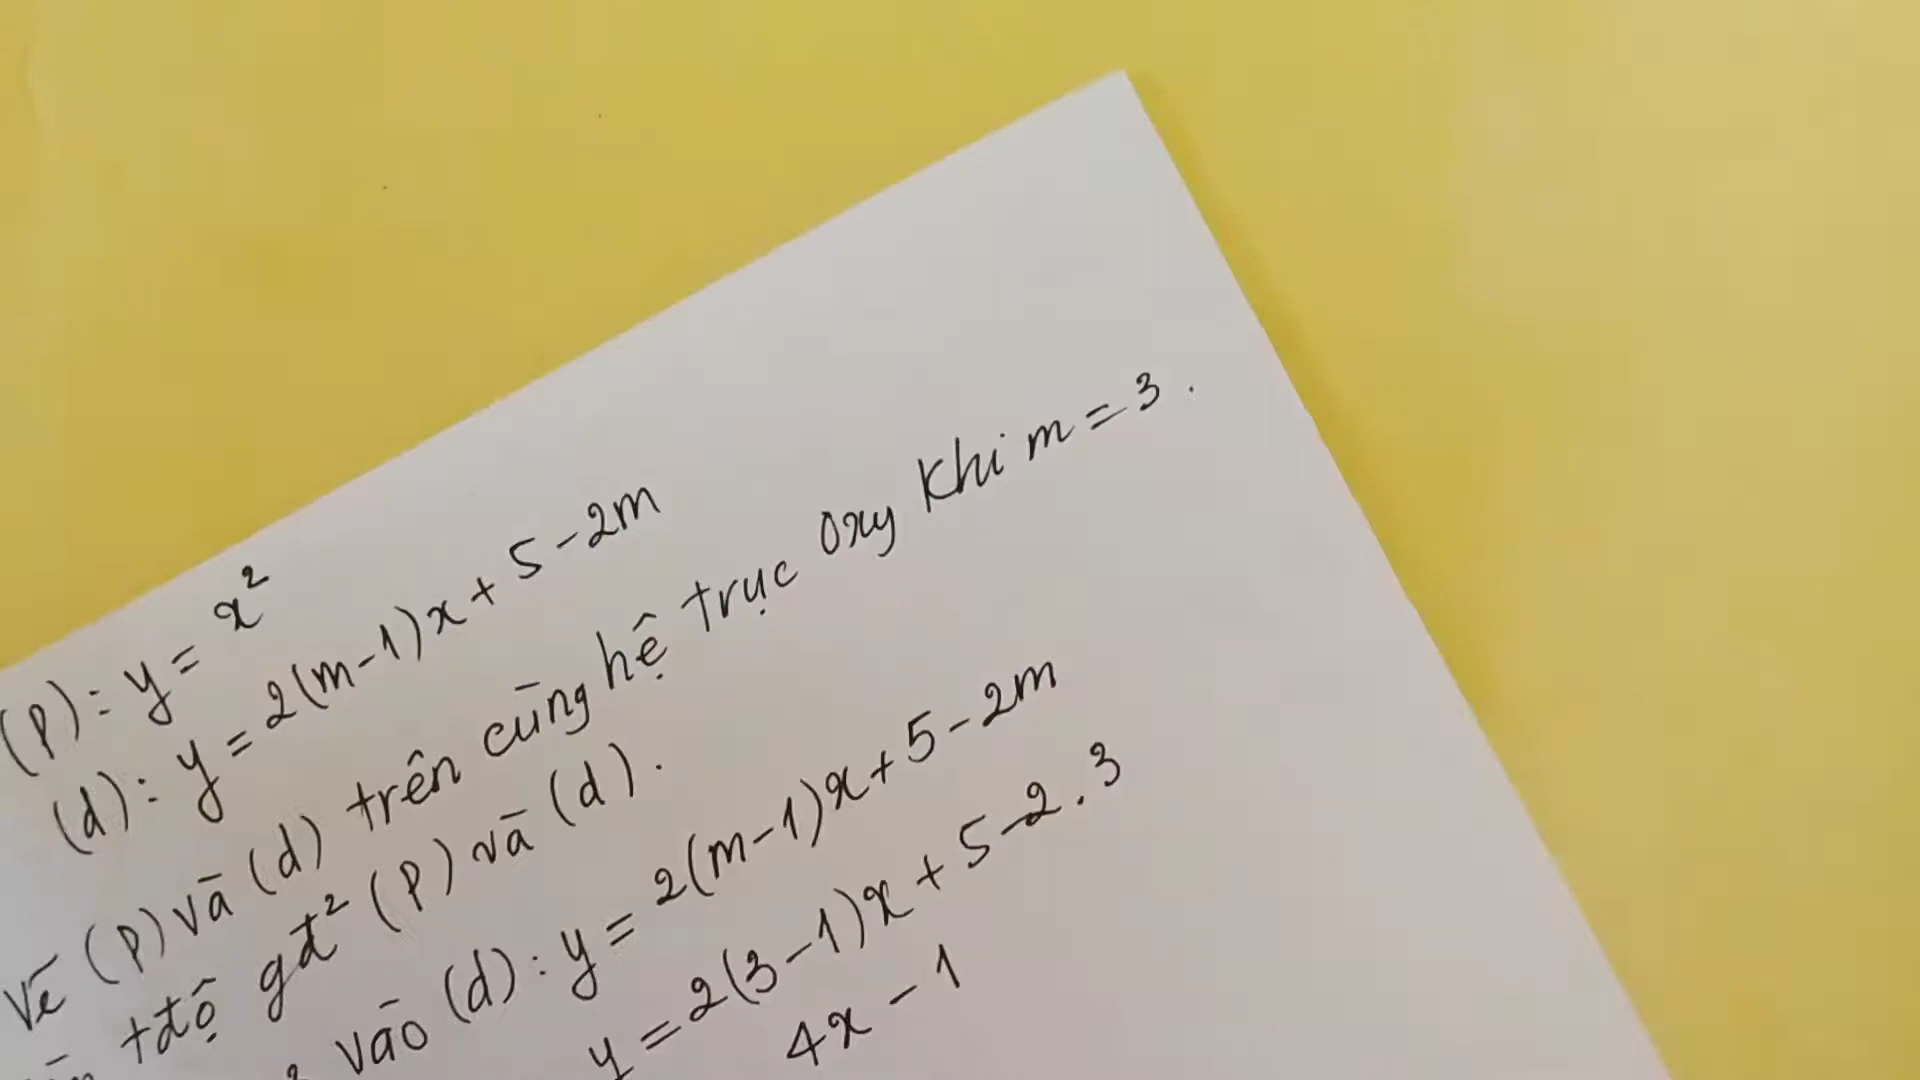 (P): y = x²
(d): y = 2(m-1)x + 5-2m
Vẽ (P) và (d) trên cùng hệ trục Oxy khi m = 3.
tđộ gđ² (P) và (d).
vào (d): y = 2(m-1)x + 5-2m
y = 2(3-1)x + 5-2.3
4x - 1